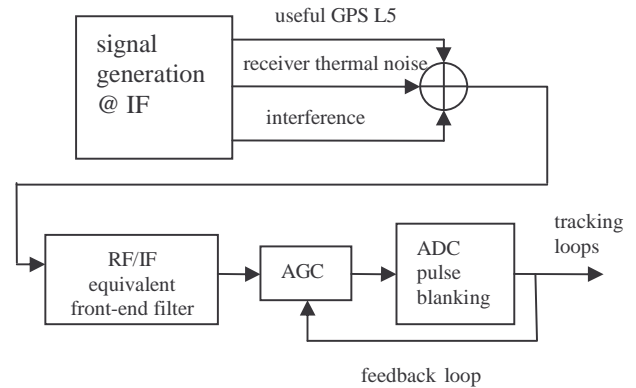 useful GPS L5
signal
generation
@ IF
receiver thermal noise
interference
RF/IF
equivalent
front-end filter
AGC
ADC
pulse
blanking
tracking
loops
feedback loop